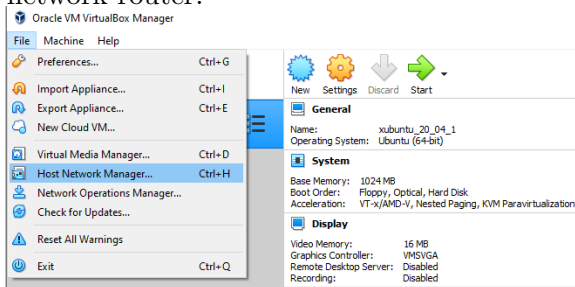 network router.
Oracle VM VirtualBox Manager
File Machine Help
Preferences... Ctrl+G
Import Appliance... Ctrl+I
Export Appliance... Ctrl+E
New Cloud VM...
Virtual Media Manager... Ctrl+D
Host Network Manager... Ctrl+H
Network Operations Manager...
Check for Updates...
Reset All Warnings
Exit Ctrl+Q
New Settings Discard Start
General
Name: xubuntu_20_04_1
Operating System: Ubuntu (64-bit)
System
Base Memory: 1024 MB
Boot Order: Floppy, Optical, Hard Disk
Acceleration: VT-x/AMD-V, Nested Paging, KVM Paravirtualization
Display
Video Memory: 16 MB
Graphics Controller: VMSVGA
Remote Desktop Server: Disabled
Recording: Disabled